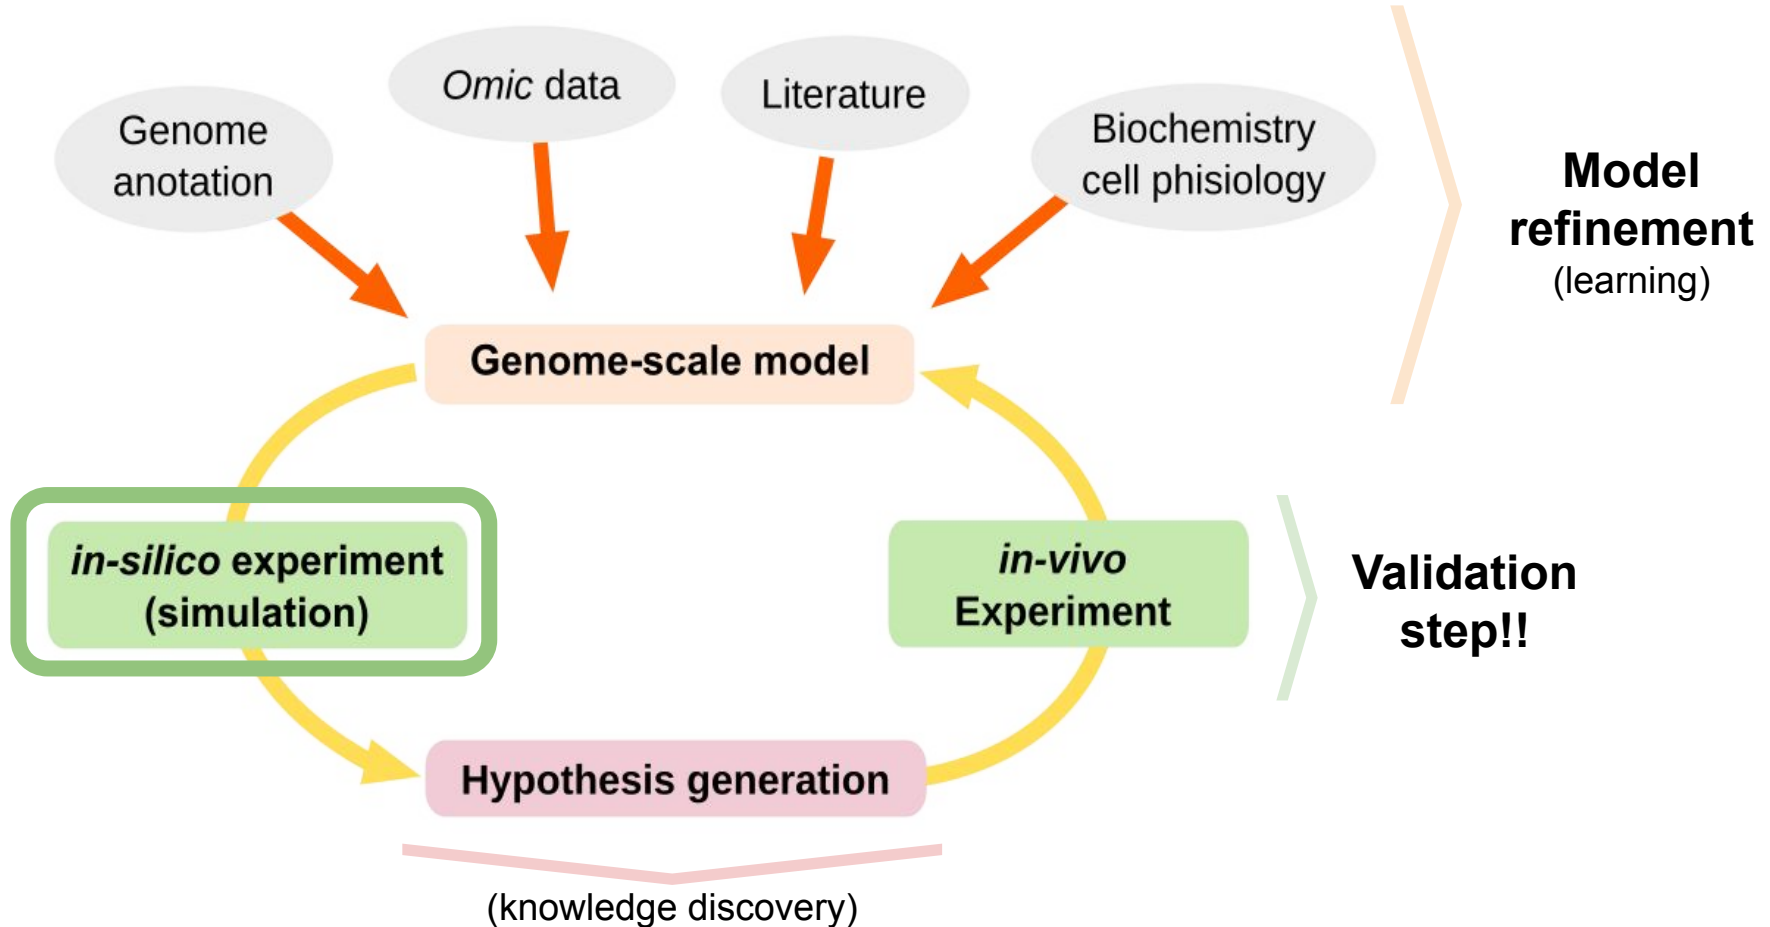 Genome
anotation
Omic data
Literature
Biochemistry
cell phisiology
Model
refinement
(learning)
Genome-scale model
in-silico experiment
(simulation)
in-vivo
Experiment
Validation
step!!
Hypothesis generation
(knowledge discovery)